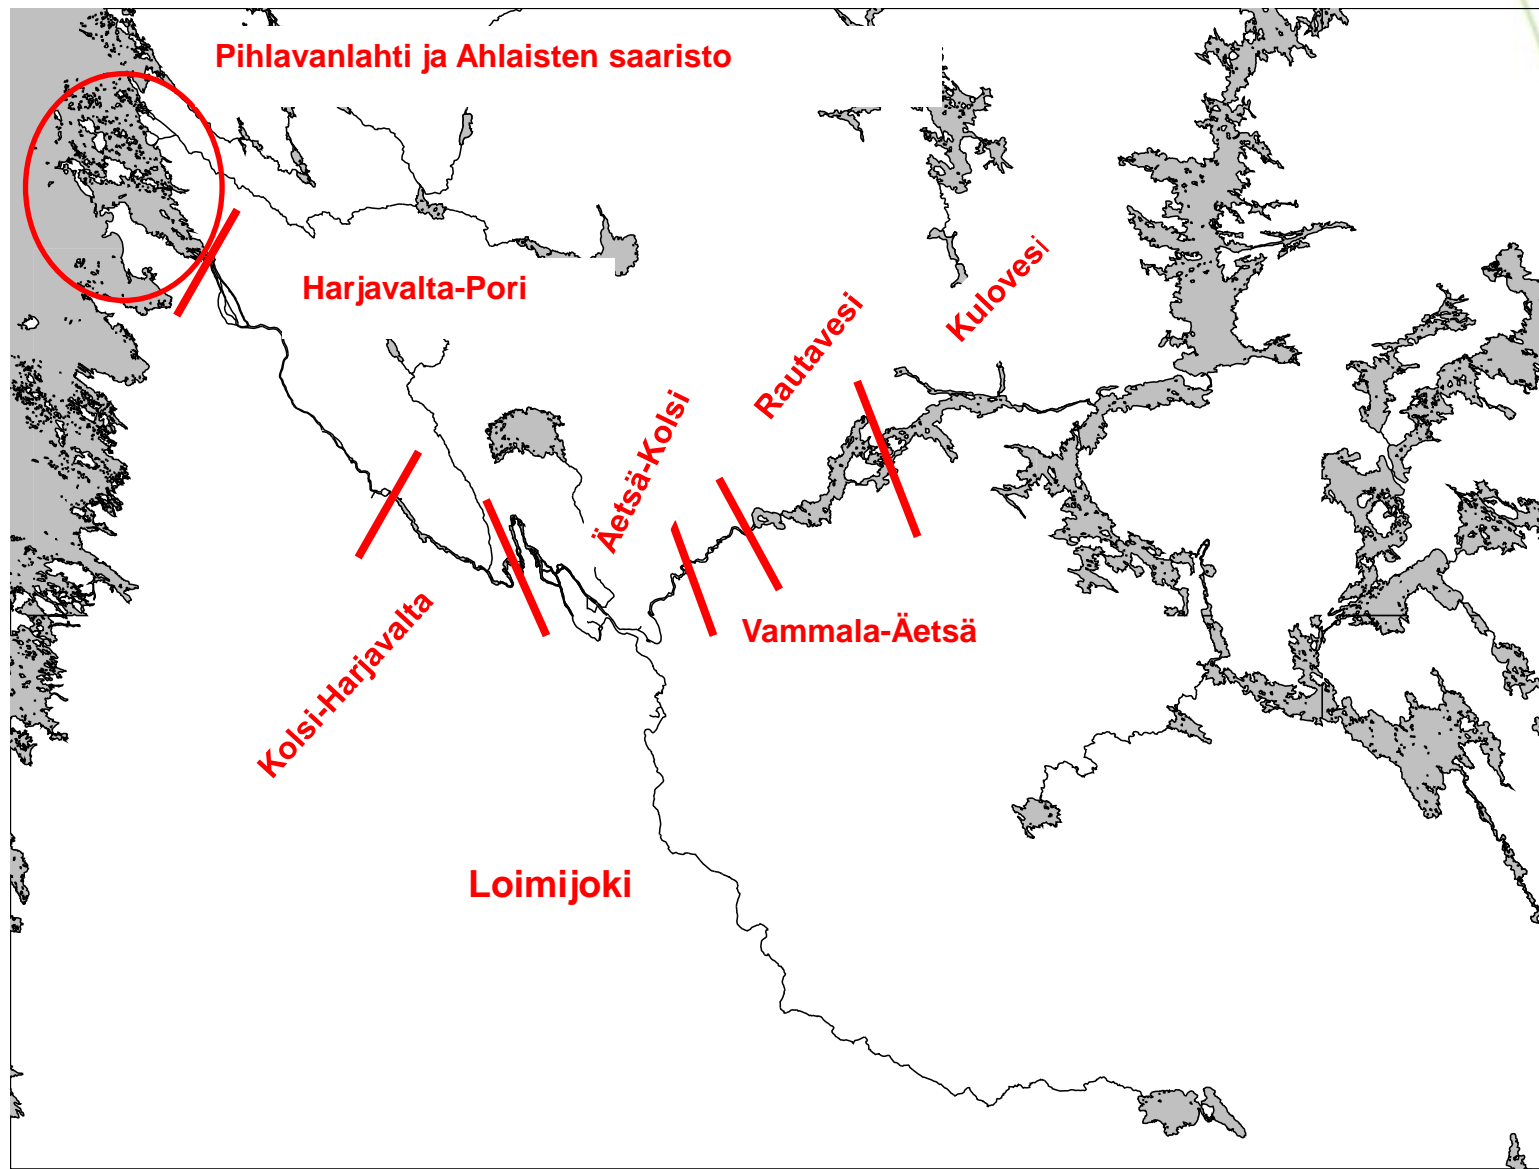 Pihlavanlahti ja Ahlaisten saaristo
Harjavalta-Pori
Kulovesi
Rautavesi
Äetsä-Kolsi
Vammala-Äetsä
Kolsi-Harjavalta
Loimijoki